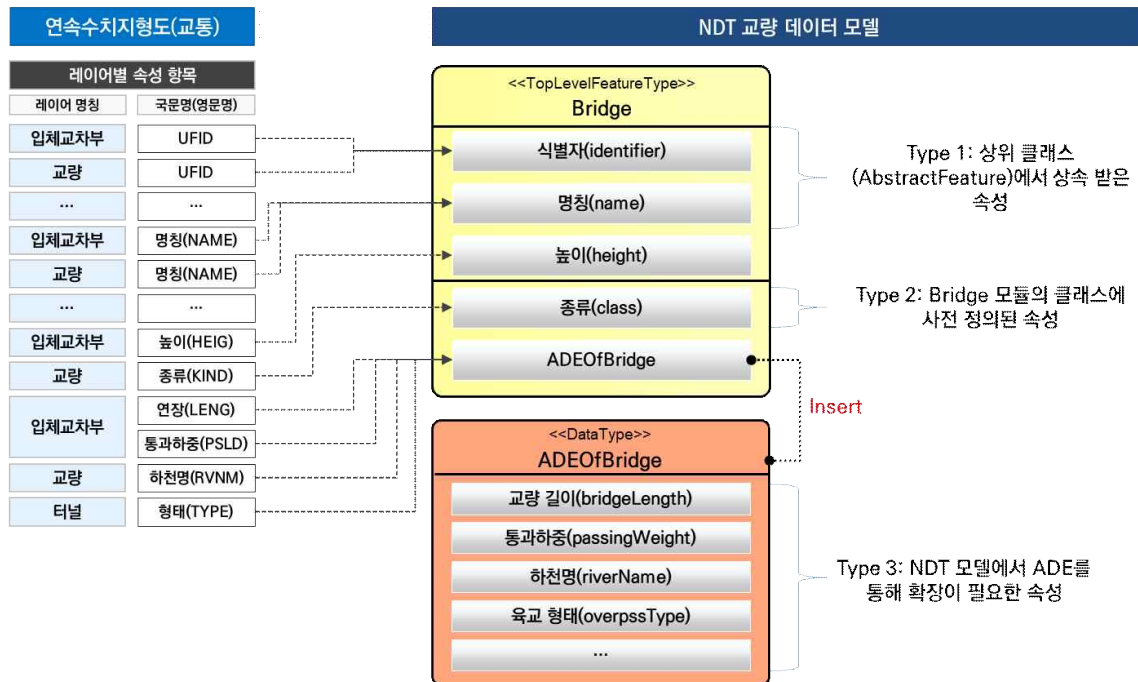 연속수치지형도(교통)
레이어별 속성 항목
레이어 명칭 국문명(영문명)
입체교차부 UFID
교량 UFID
... ...
입체교차부 명칭(NAME)
교량 명칭(NAME)
... ...
입체교차부 높이(HEIG)
교량 종류(KIND)
입체교차부 연장(LENG)
통과하중(PSLD)
교량 하천명(RVNM)
터널 형태(TYPE)
NDT 교량 데이터 모델
<<TopLevelFeatureType>>
Bridge
식별자(identifier)
명칭(name)
높이(height)
종류(class)
ADEOfBridge
Insert
<<DataType>>
ADEOfBridge
교량 길이(bridgeLength)
통과하중(passingWeight)
하천명(riverName)
육교 형태(overpssType)
...
Type 1: 상위 클래스
(AbstractFeature)에서 상속 받은
속성
Type 2: Bridge 모듈의 클래스에
사전 정의된 속성
Type 3: NDT 모델에서 ADE를
통해 확장이 필요한 속성